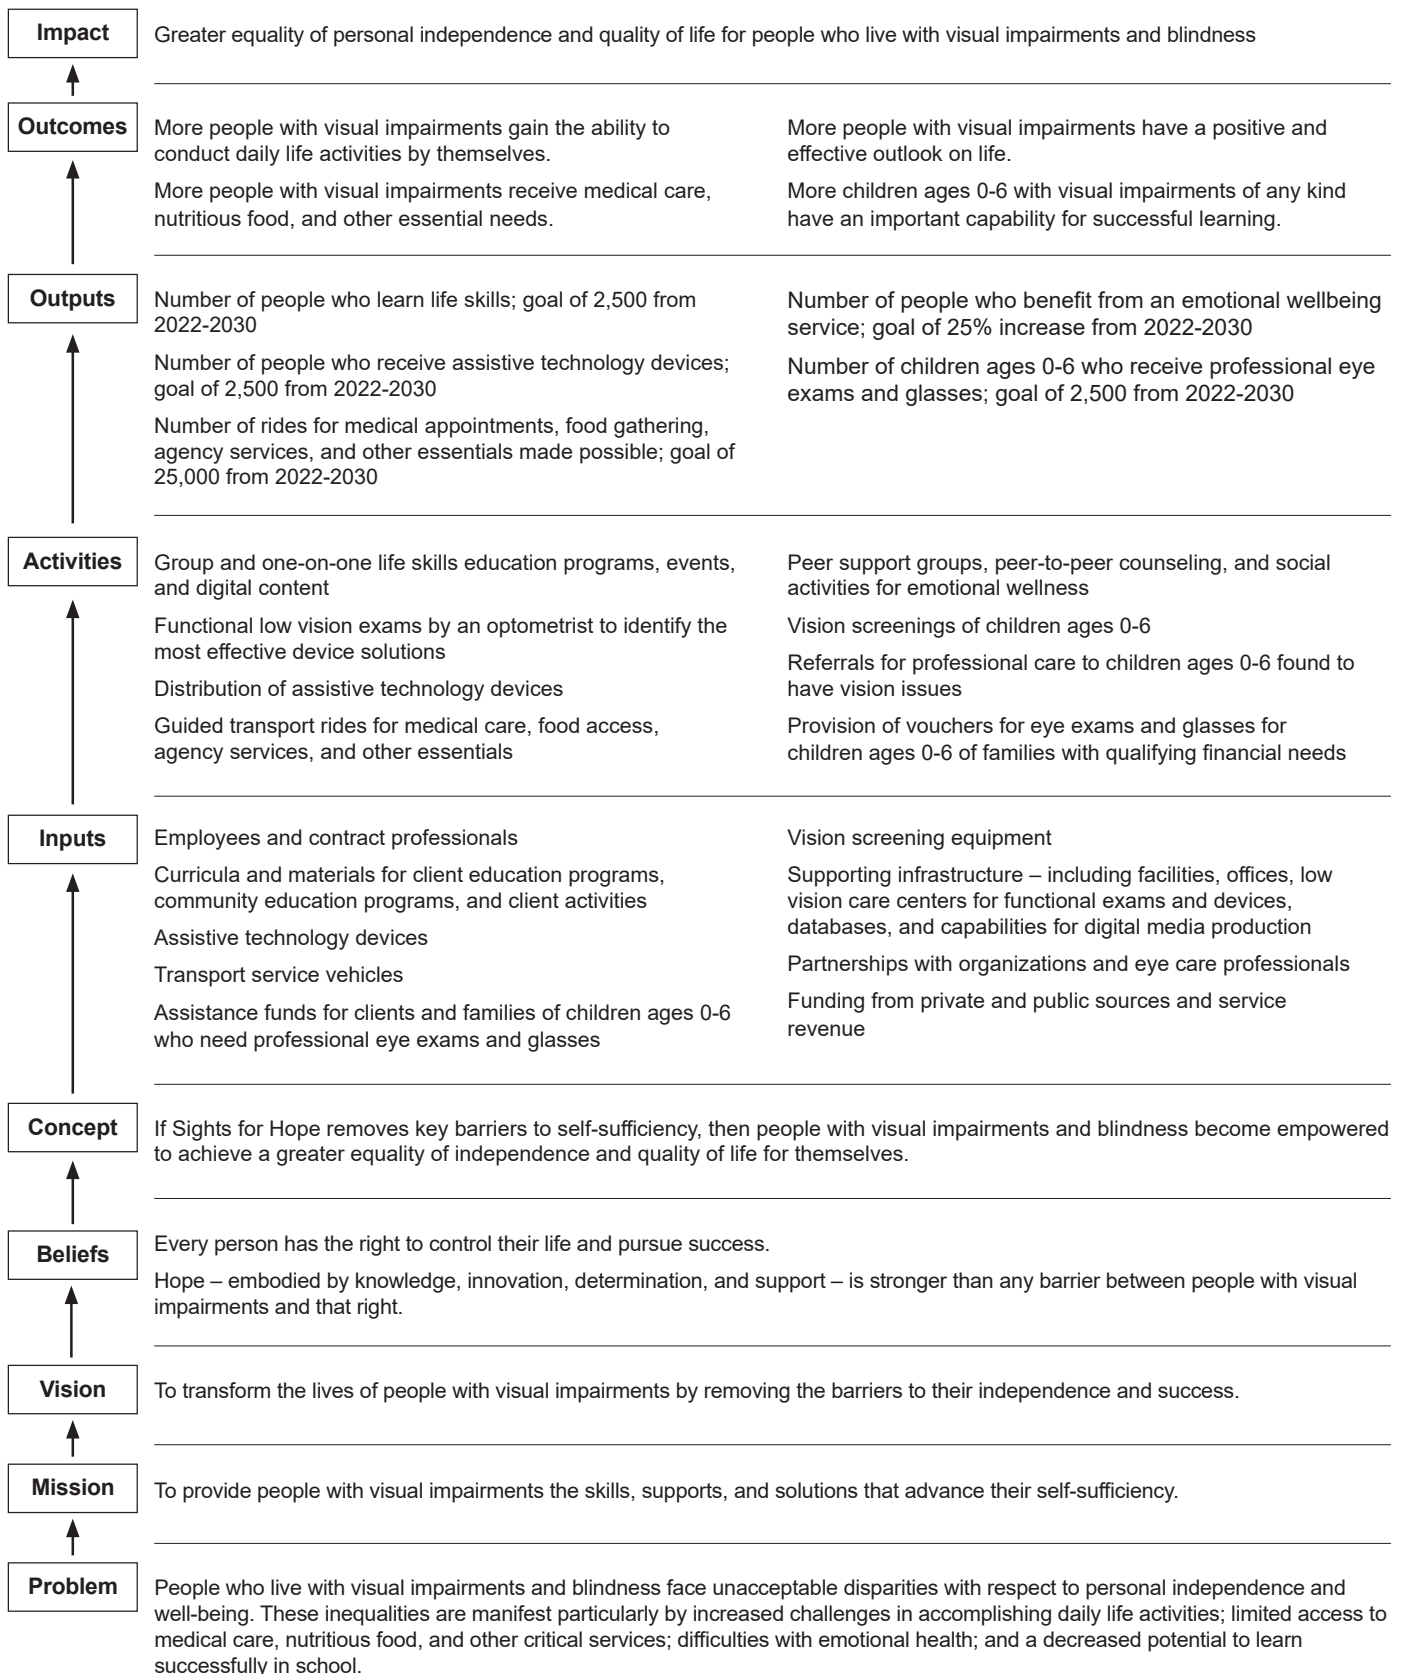 Impact
Greater equality of personal independence and quality of life for people who live with visual impairments and blindness
Outcomes
More people with visual impairments gain the ability to
conduct daily life activities by themselves.
More people with visual impairments receive medical care,
nutritious food, and other essential needs.
More people with visual impairments have a positive and
effective outlook on life.
More children ages 0-6 with visual impairments of any kind
have an important capability for successful learning.
Outputs
Number of people who learn life skills; goal of 2,500 from
2022-2030
Number of people who receive assistive technology devices;
goal of 2,500 from 2022-2030
Number of rides for medical appointments, food gathering,
agency services, and other essentials made possible; goal of
25,000 from 2022-2030
Number of people who benefit from an emotional wellbeing
service; goal of 25% increase from 2022-2030
Number of children ages 0-6 who receive professional eye
exams and glasses; goal of 2,500 from 2022-2030
Activities
Group and one-on-one life skills education programs, events,
and digital content
Functional low vision exams by an optometrist to identify the
most effective device solutions
Distribution of assistive technology devices
Guided transport rides for medical care, food access,
agency services, and other essentials
Peer support groups, peer-to-peer counseling, and social
activities for emotional wellness
Vision screenings of children ages 0-6
Referrals for professional care to children ages 0-6 found to
have vision issues
Provision of vouchers for eye exams and glasses for
children ages 0-6 of families with qualifying financial needs
Inputs
Employees and contract professionals
Curricula and materials for client education programs,
community education programs, and client activities
Assistive technology devices
Transport service vehicles
Assistance funds for clients and families of children ages 0-6
who need professional eye exams and glasses
Vision screening equipment
Supporting infrastructure – including facilities, offices, low
vision care centers for functional exams and devices,
databases, and capabilities for digital media production
Partnerships with organizations and eye care professionals
Funding from private and public sources and service
revenue
Concept
If Sights for Hope removes key barriers to self-sufficiency, then people with visual impairments and blindness become empowered
to achieve a greater equality of independence and quality of life for themselves.
Beliefs
Every person has the right to control their life and pursue success.
Hope – embodied by knowledge, innovation, determination, and support – is stronger than any barrier between people with visual
impairments and that right.
Vision
To transform the lives of people with visual impairments by removing the barriers to their independence and success.
Mission
To provide people with visual impairments the skills, supports, and solutions that advance their self-sufficiency.
Problem
People who live with visual impairments and blindness face unacceptable disparities with respect to personal independence and
well-being. These inequalities are manifest particularly by increased challenges in accomplishing daily life activities; limited access to
medical care, nutritious food, and other critical services; difficulties with emotional health; and a decreased potential to learn
successfully in school.